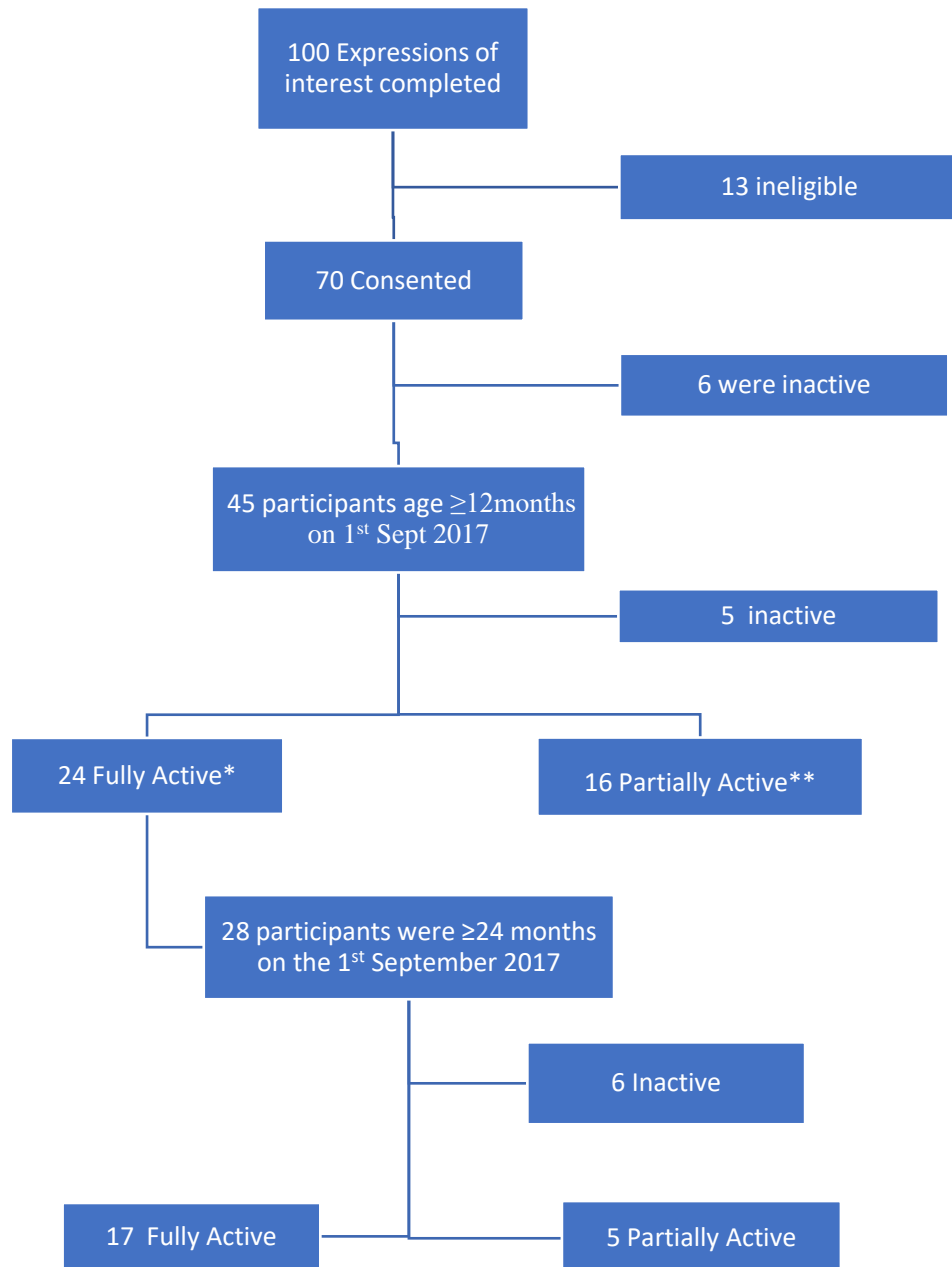 100 Expressions of
interest completed
13 ineligible
70 Consented
6 were inactive
45 participants age ≥12months
on 1st Sept 2017
5 inactive
24 Fully Active*
16 Partially Active**
28 participants were ≥24 months
on the 1st September 2017
6 Inactive
17 Fully Active
5 Partially Active